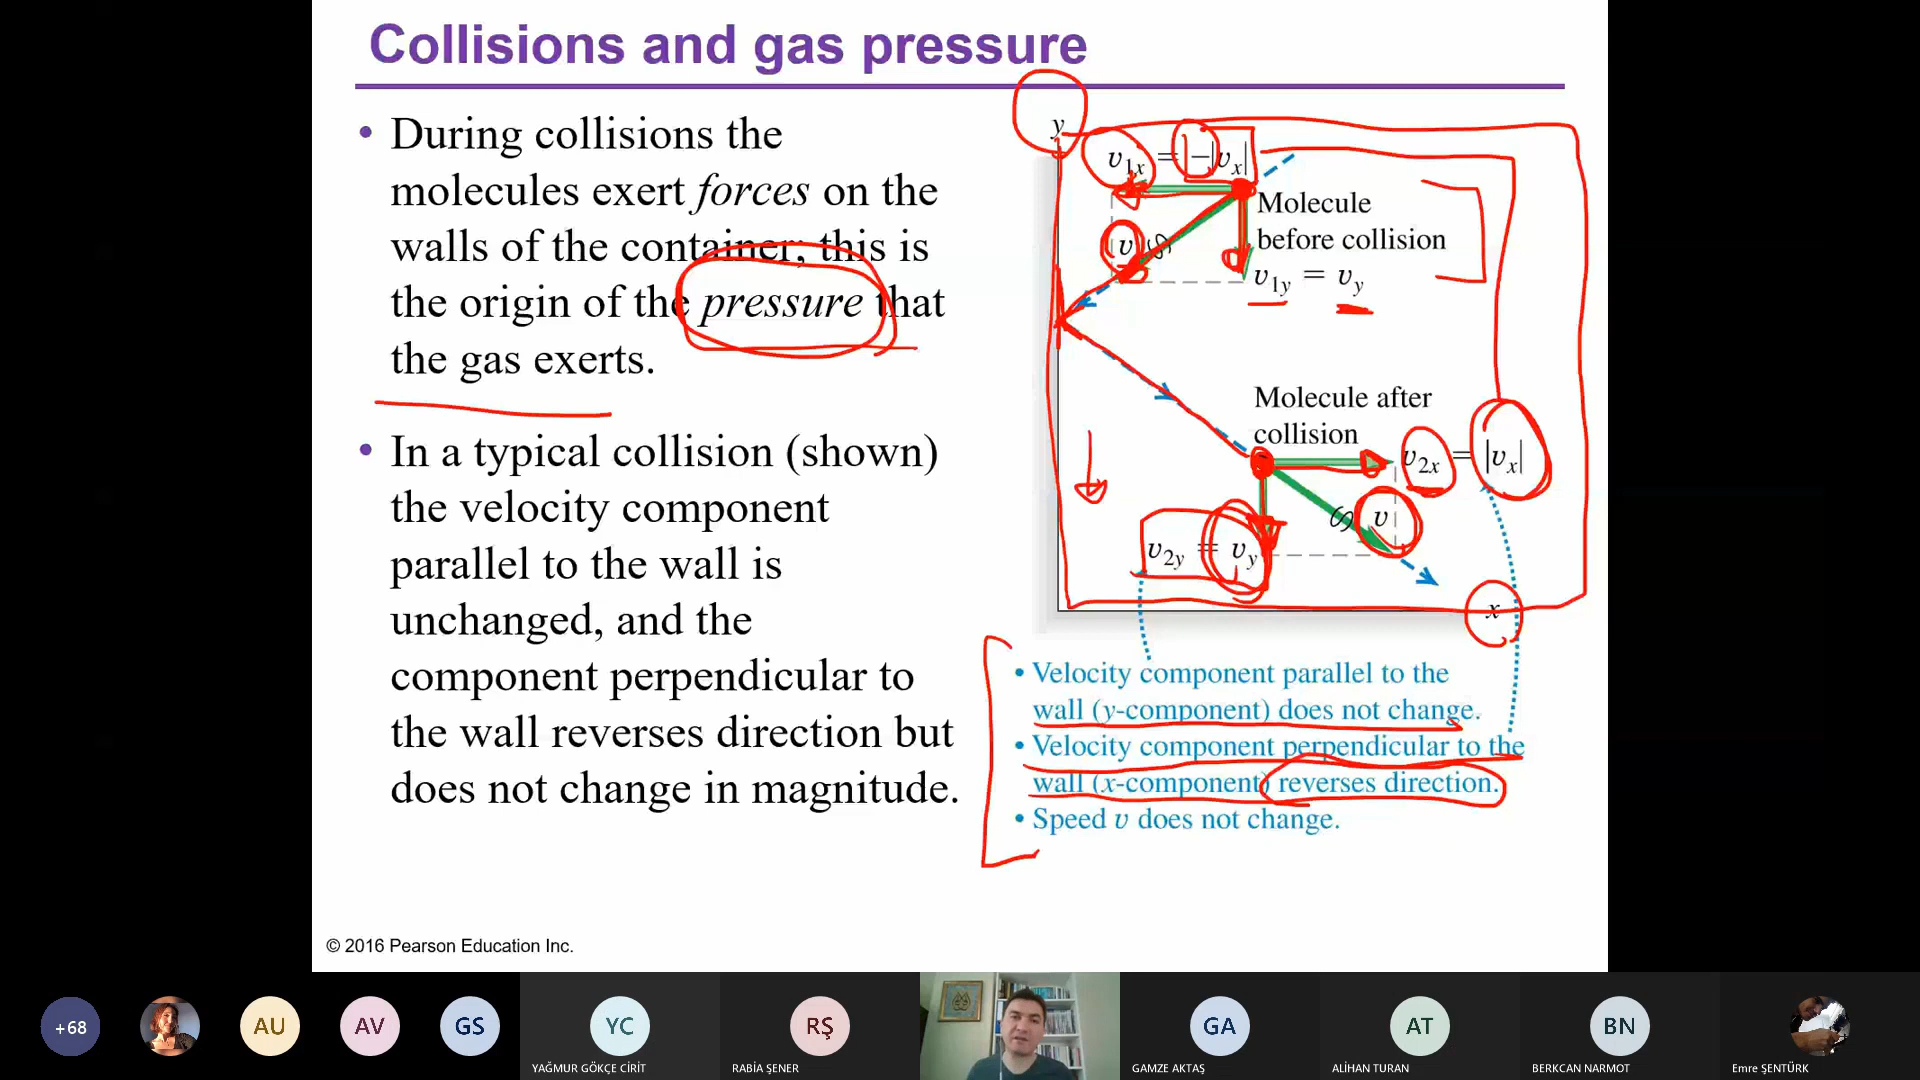 Collisions and gas pressure
• During collisions the
molecules exert forces on the
walls of the container; this is
the origin of the pressure that
the gas exerts.
• In a typical collision (shown)
the velocity component
parallel to the wall is
unchanged, and the
component perpendicular to
the wall reverses direction but
does not change in magnitude.
y
v1x = −|vx|
Molecule
before collision
v
v1y = vy
Molecule after
collision
v2x = |vx|
v
v2y = vy
x
• Velocity component parallel to the
wall (y-component) does not change.
• Velocity component perpendicular to the
wall (x-component) reverses direction.
• Speed v does not change.
© 2016 Pearson Education Inc.
+68
AU
AV
GS
YC
YAĞMUR GÖKÇE CİRİT
RŞ
RABİA ŞENER
GA
GAMZE AKTAŞ
AT
ALİHAN TURAN
BN
BERKCAN NARMOT
Emre ŞENTÜRK